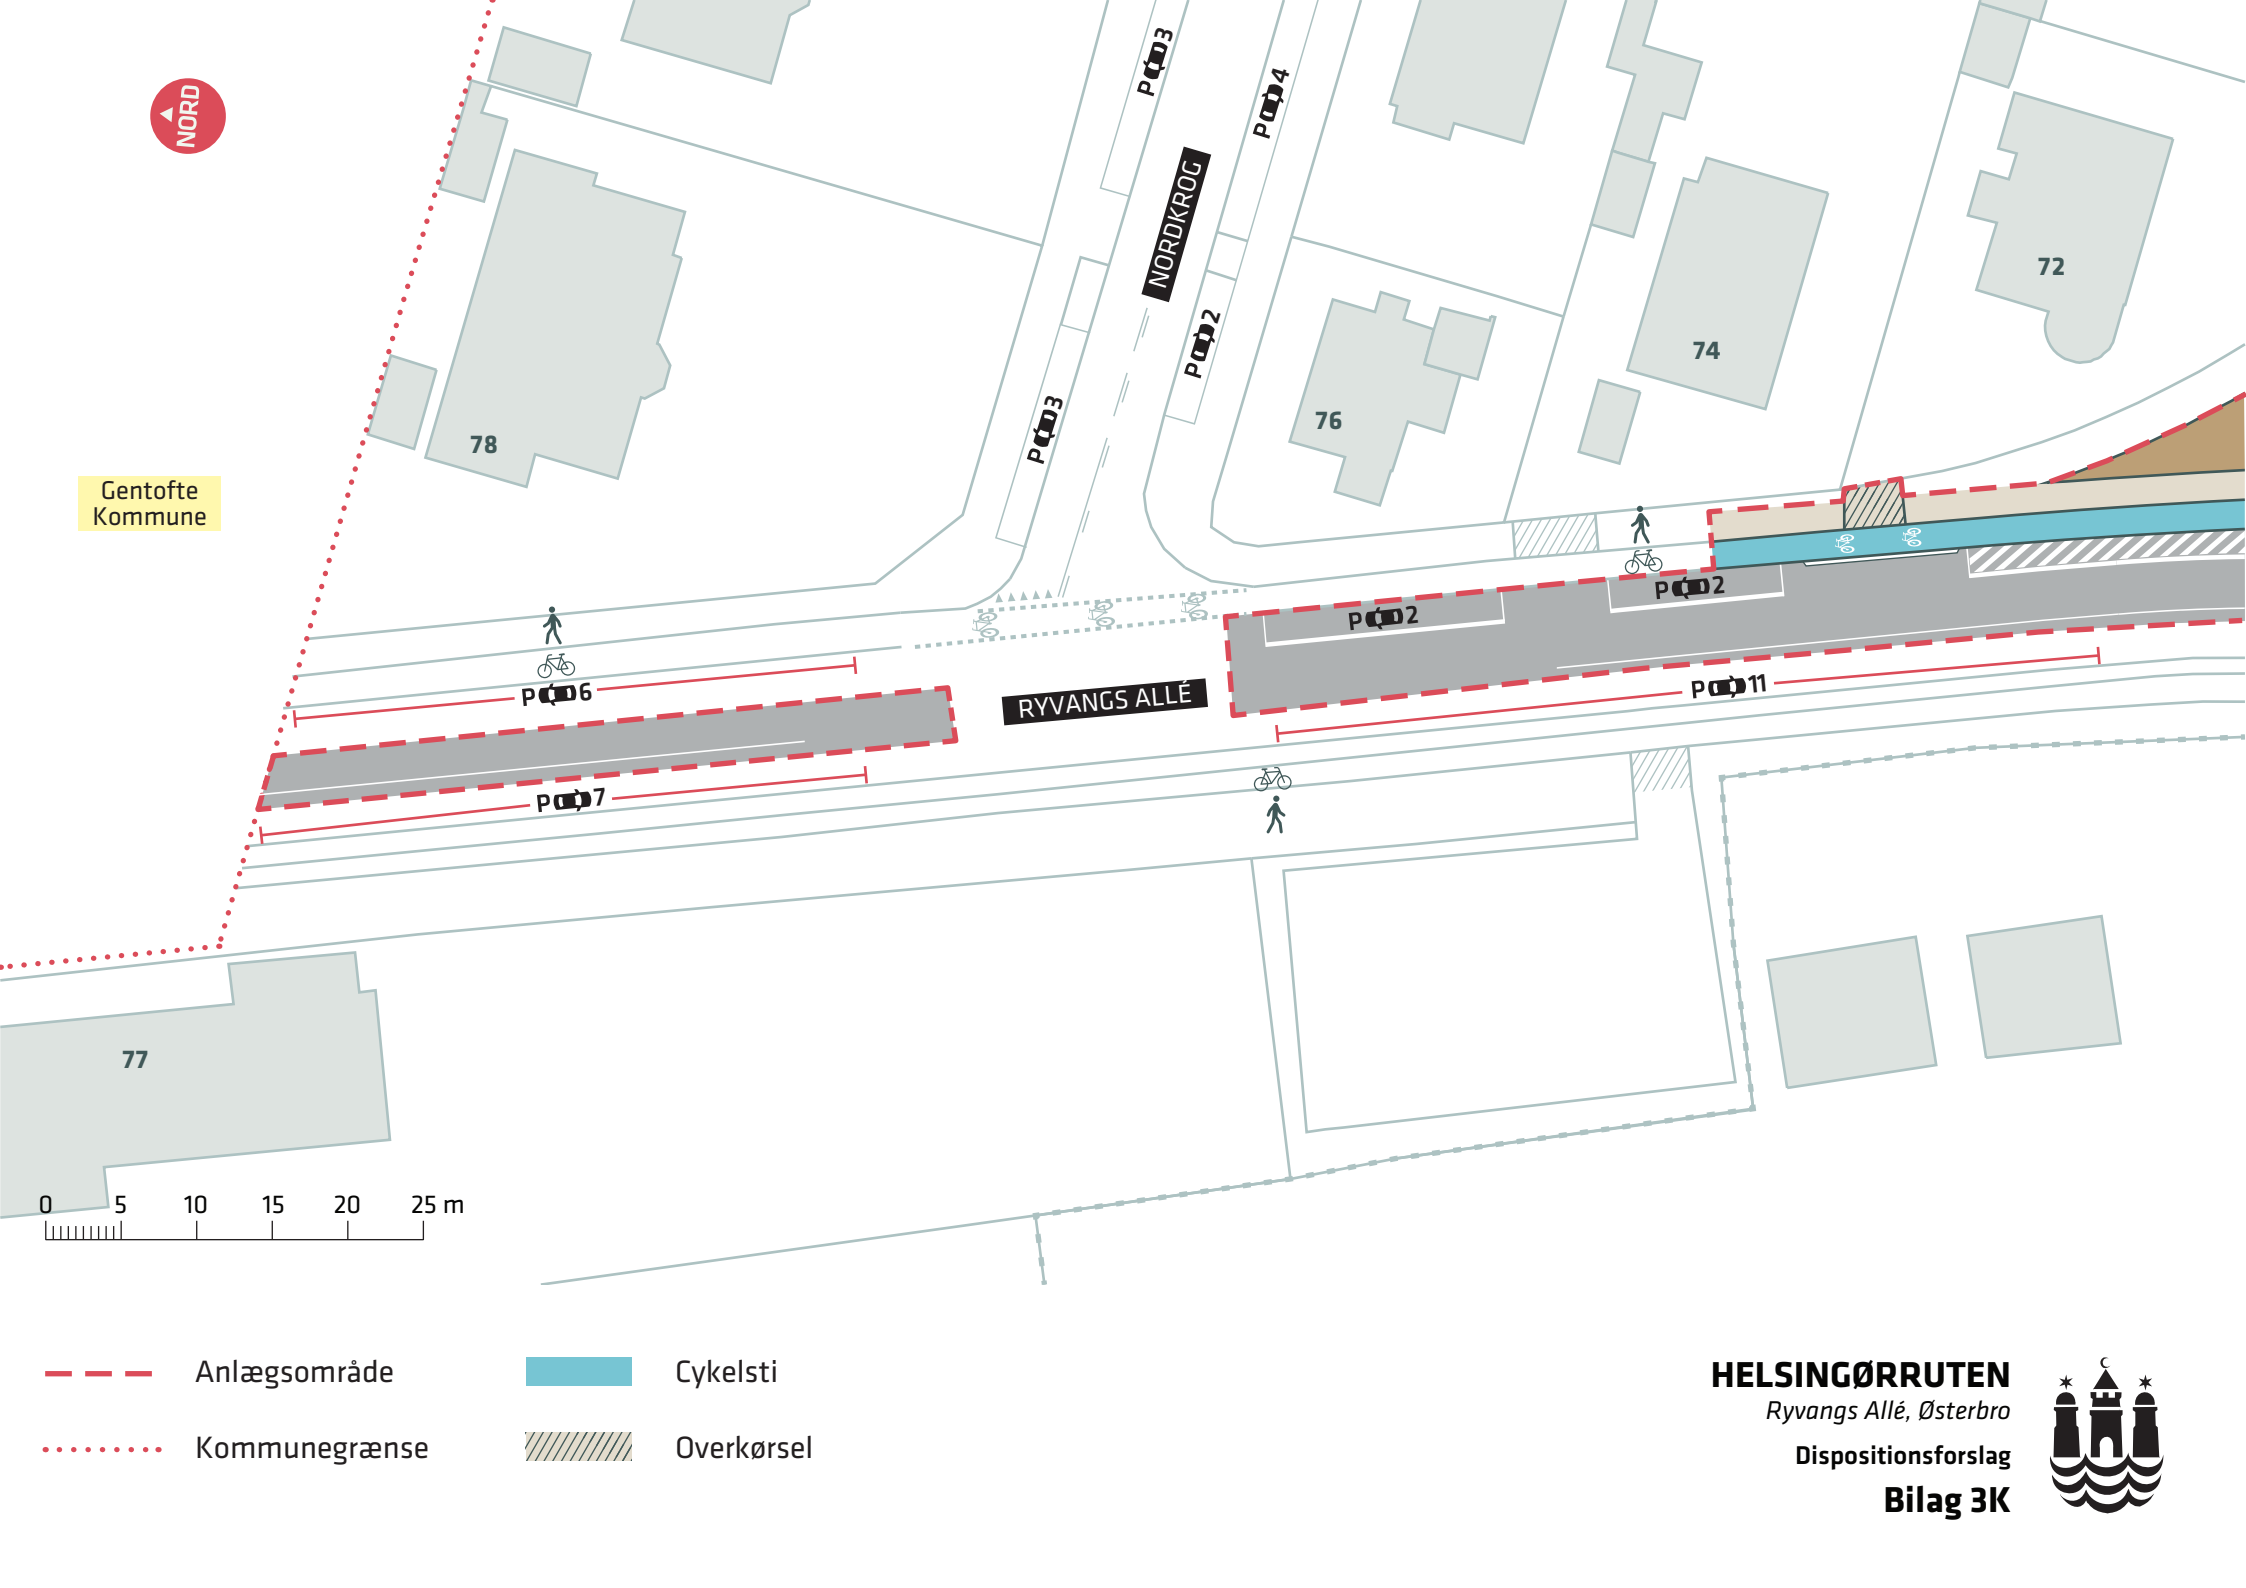 NORD
P 3
P 4
NORDKROG
72
P 2
74
P 3
76
78
Gentofte
Kommune
P 2
P 2
P 6
RYVANGS ALLÉ
P 11
P 7
77
0 5 10 15 20 25 m
Anlægsområde
Cykelsti
Kommunegrænse
Overkørsel
HELSINGØRRUTEN
Ryvangs Allé, Østerbro
Dispositionsforslag
Bilag 3K